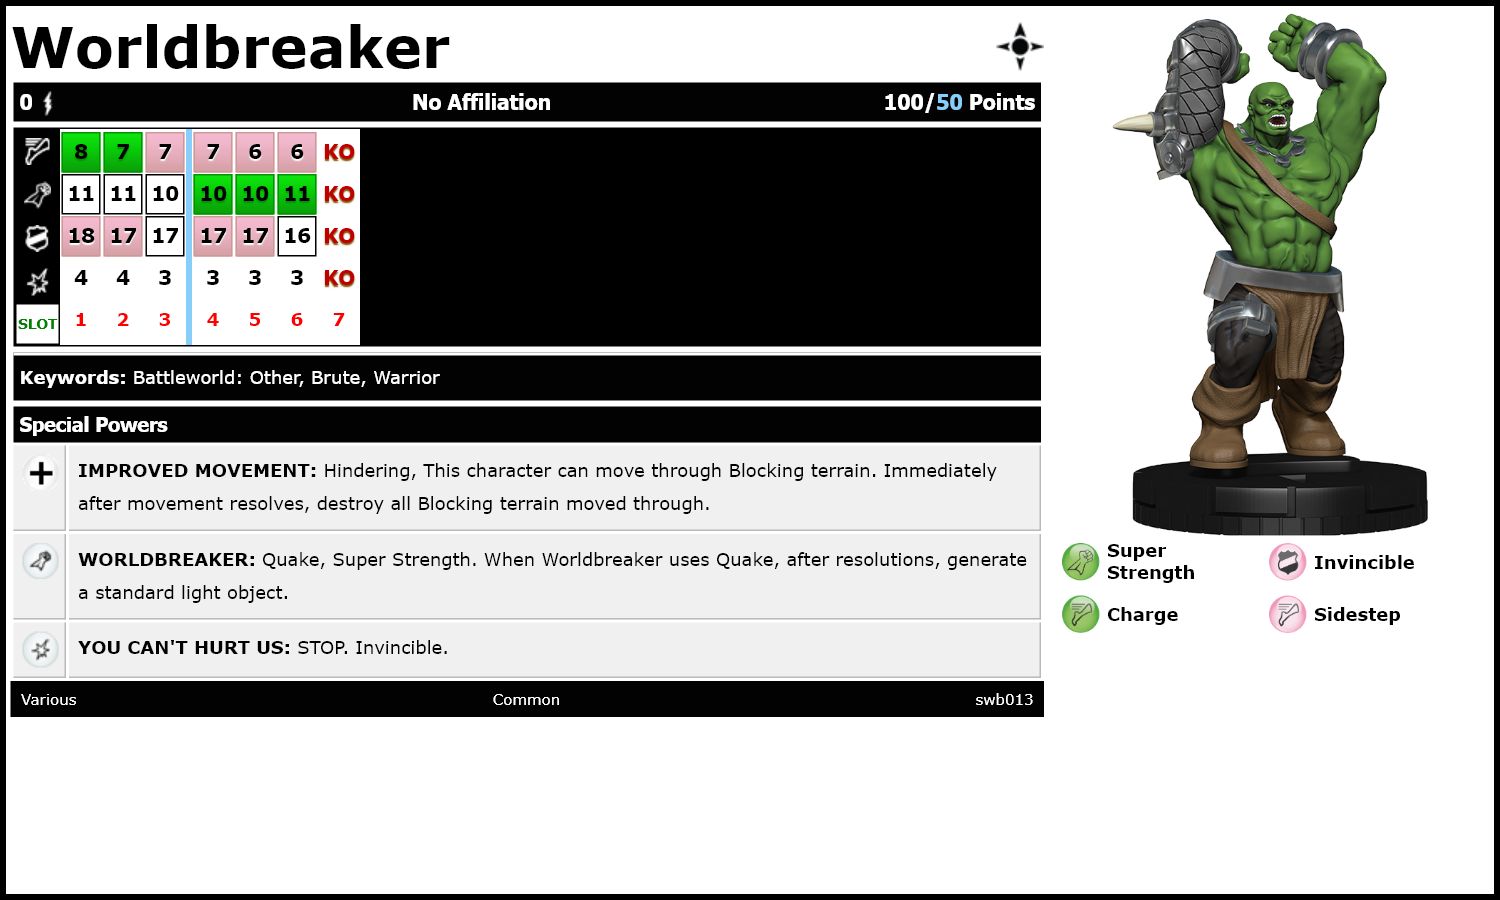 Worldbreaker
0 No Affiliation 100/50 Points
8 7 7 7 6 6 KO
11 11 10 10 10 11 KO
18 17 17 17 17 16 KO
4 4 3 3 3 3 KO
SLOT 1 2 3 4 5 6 7
Keywords: Battleworld: Other, Brute, Warrior
Special Powers
IMPROVED MOVEMENT: Hindering, This character can move through Blocking terrain. Immediately
after movement resolves, destroy all Blocking terrain moved through.
WORLDBREAKER: Quake, Super Strength. When Worldbreaker uses Quake, after resolutions, generate
a standard light object.
YOU CAN'T HURT US: STOP. Invincible.
Various Common swb013
Super
Strength
Invincible
Charge
Sidestep